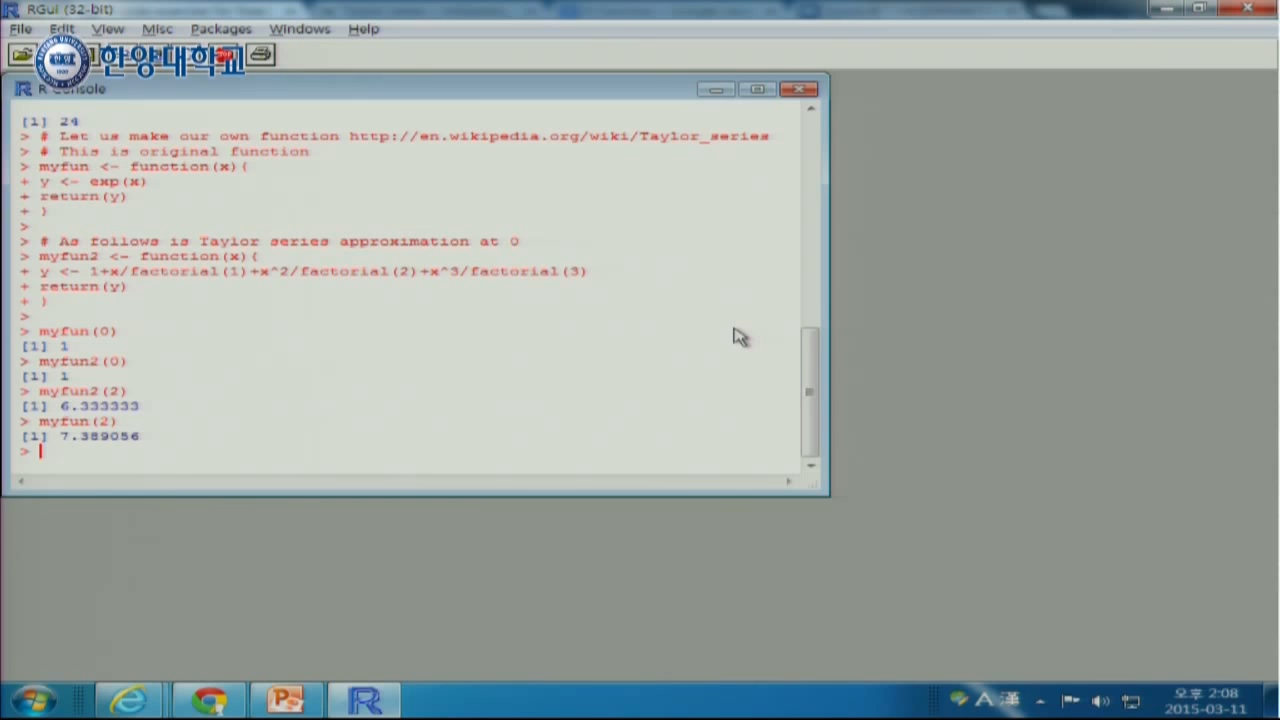 RGui (32-bit)
File Edit View Misc Packages Windows Help
한양대학교
STOP
R Console
[1] 24
> # Let us make our own function http://en.wikipedia.org/wiki/Taylor_series
> # This is original function
> myfun <- function(x){
+ y <- exp(x)
+ return(y)
+ }
>
> # As follows is Taylor series approximation at 0
> myfun2 <- function(x){
+ y <- 1+x/factorial(1)+x^2/factorial(2)+x^3/factorial(3)
+ return(y)
+ }
>
> myfun(0)
[1] 1
> myfun2(0)
[1] 1
> myfun2(2)
[1] 6.333333
> myfun(2)
[1] 7.389056
>
A 漢 오후 2:08
2015-03-11